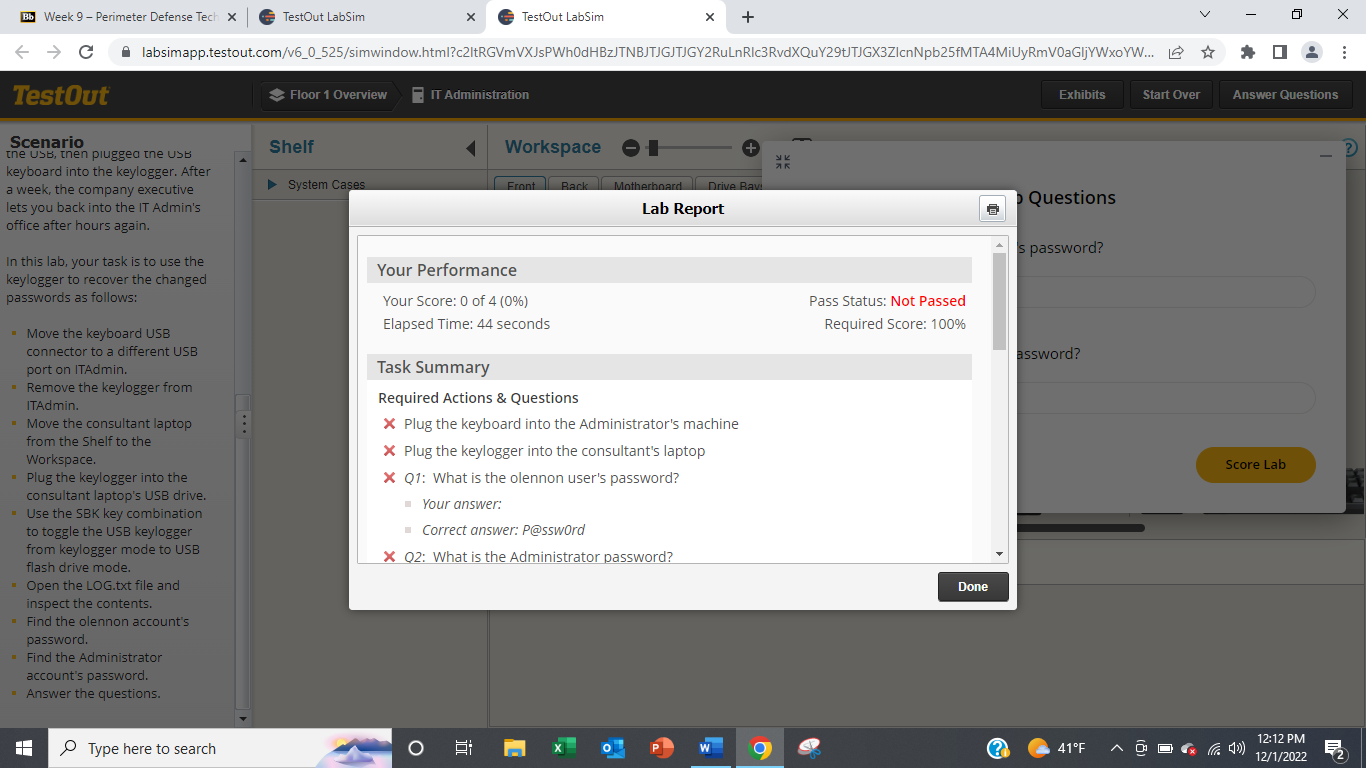 Week 9 – Perimeter Defense Tech
TestOut LabSim
TestOut LabSim
labsimapp.testout.com/v6_0_525/simwindow.html?
TestOut
Floor 1 Overview
IT Administration
Exhibits
Start Over
Answer Questions
Scenario
the USB, then plugged the USB
keyboard into the keylogger. After
a week, the company executive
lets you back into the IT Admin's
office after hours again.
In this lab, your task is to use the
keylogger to recover the changed
passwords as follows:
Move the keyboard USB
connector to a different USB
port on ITAdmin.
Remove the keylogger from
ITAdmin.
Move the consultant laptop
from the Shelf to the
Workspace.
Plug the keylogger into the
consultant laptop's USB drive.
Use the SBK key combination
to toggle the USB keylogger
from keylogger mode to USB
flash drive mode.
Open the LOG.txt file and
inspect the contents.
Find the olennon account's
password.
Find the Administrator
account's password.
Answer the questions.
Shelf
System Cases
Workspace
Front
Back
Motherboard
Drive Bays
Questions
's password?
assword?
Score Lab
Lab Report
Your Performance
Your Score: 0 of 4 (0%)
Pass Status: Not Passed
Elapsed Time: 44 seconds
Required Score: 100%
Task Summary
Required Actions & Questions
Plug the keyboard into the Administrator's machine
Plug the keylogger into the consultant's laptop
Q1: What is the olennon user's password?
Your answer:
Correct answer: P@ssw0rd
Q2: What is the Administrator password?
Done
Type here to search
41°F
12:12 PM
12/1/2022
2